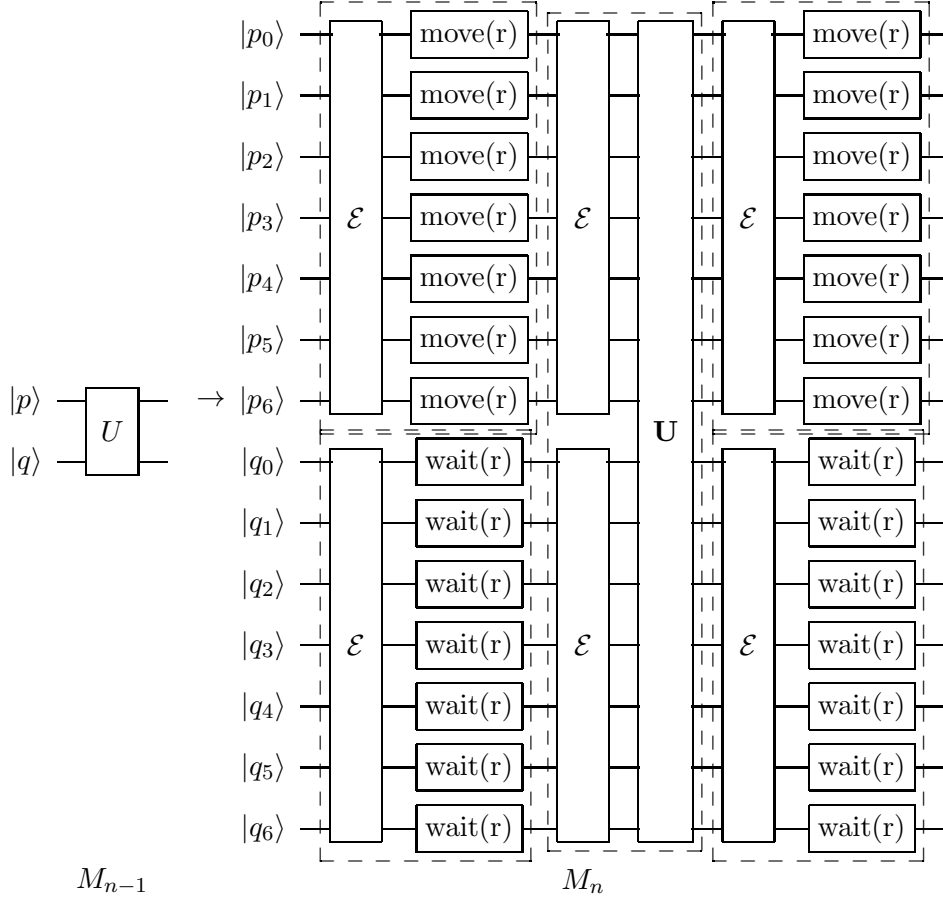 |p₀⟩ move(r) move(r)
|p₁⟩ move(r) move(r)
|p₂⟩ move(r) move(r)
|p₃⟩ ℰ move(r) ℰ ℰ move(r)
|p₄⟩ move(r) move(r)
|p₅⟩ move(r) move(r)
|p⟩ → |p₆⟩ move(r) move(r)
U U
|q⟩ |q₀⟩ wait(r) wait(r)
|q₁⟩ wait(r) wait(r)
|q₂⟩ wait(r) wait(r)
|q₃⟩ ℰ wait(r) ℰ ℰ wait(r)
|q₄⟩ wait(r) wait(r)
|q₅⟩ wait(r) wait(r)
|q₆⟩ wait(r) wait(r)
Mₙ₋₁ Mₙ